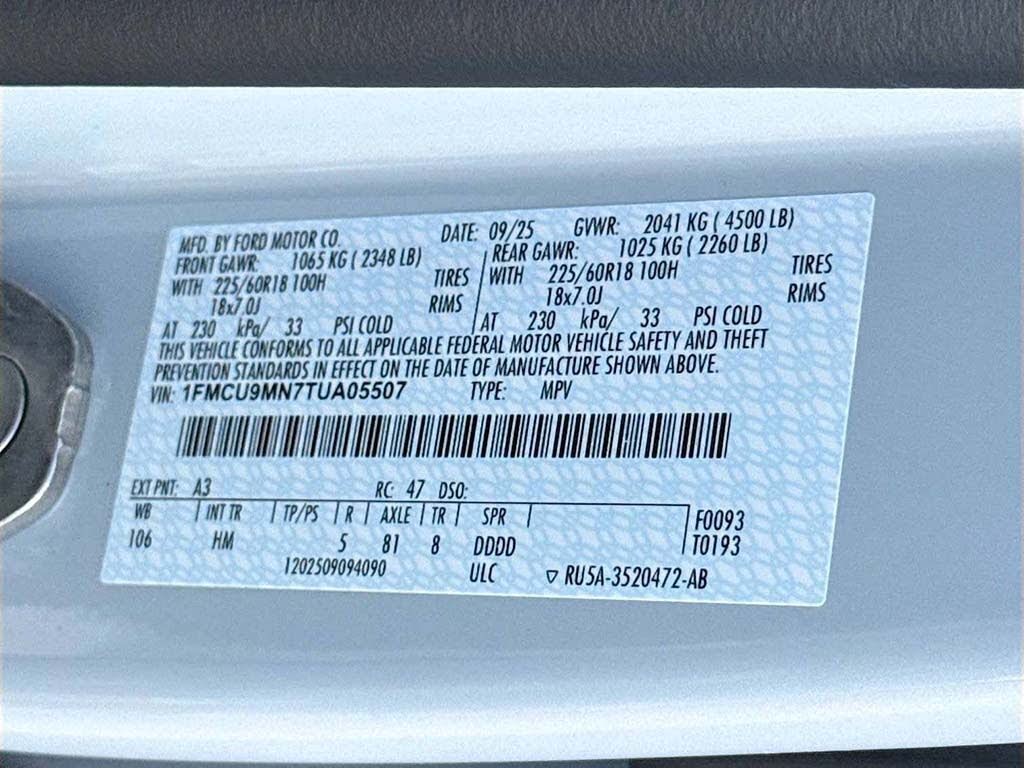 MFD. BY FORD MOTOR CO. DATE: 09/25 GVWR: 2041 KG ( 4500 LB)
FRONT GAWR: 1065 KG ( 2348 LB) REAR GAWR: 1025 KG ( 2260 LB)
WITH 225/60R18 100H TIRES WITH 225/60R18 100H TIRES
18x7.0J RIMS 18x7.0J RIMS
AT 230 kPa/ 33 PSI COLD AT 230 kPa/ 33 PSI COLD
THIS VEHICLE CONFORMS TO ALL APPLICABLE FEDERAL MOTOR VEHICLE SAFETY AND THEFT
PREVENTION STANDARDS IN EFFECT ON THE DATE OF MANUFACTURE SHOWN ABOVE.
VIN: 1FMCU9MN7TUA05507 TYPE: MPV
EXT PNT: A3 RC: 47 DSO:
WB INT TR TP/PS R AXLE TR SPR F0093
106 HM 5 81 8 DDDD T0193
1202509094090 ULC RU5A-3520472-AB